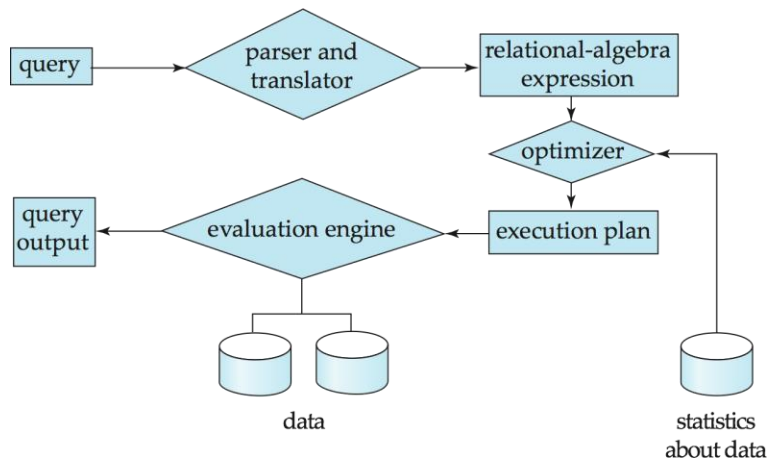 query
parser and
translator
relational-algebra
expression
optimizer
query
output
evaluation engine
execution plan
data
statistics
about data